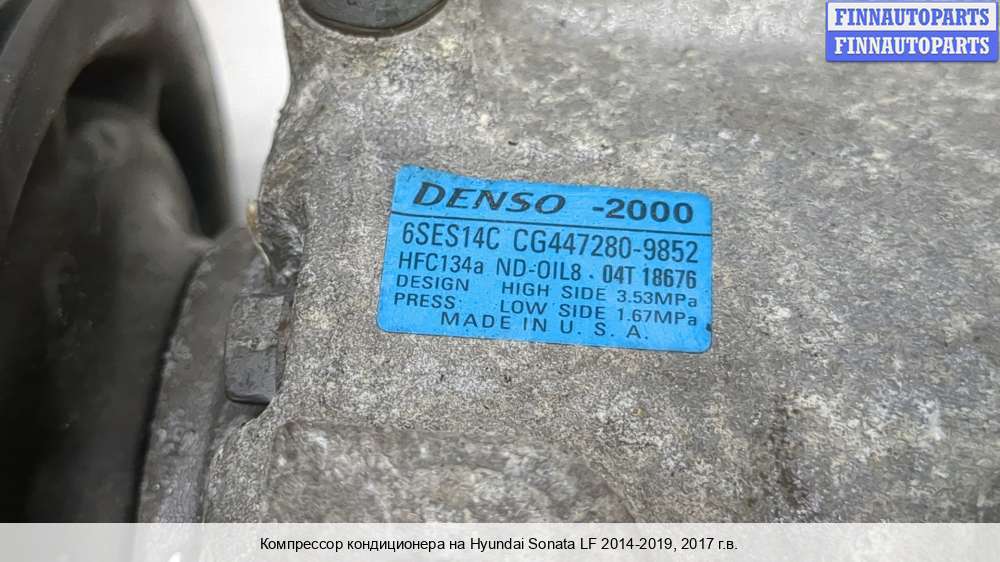 FINNAUTOPARTS
FINNAUTOPARTS
DENSO -2000
6SES14C CG447280-9852
HFC134a ND-OIL8 · 04T 18676
DESIGN HIGH SIDE 3.53MPa
PRESS: LOW SIDE 1.67MPa
MADE IN U. S. A.
Компрессор кондиционера на Hyundai Sonata LF 2014-2019, 2017 г.в.